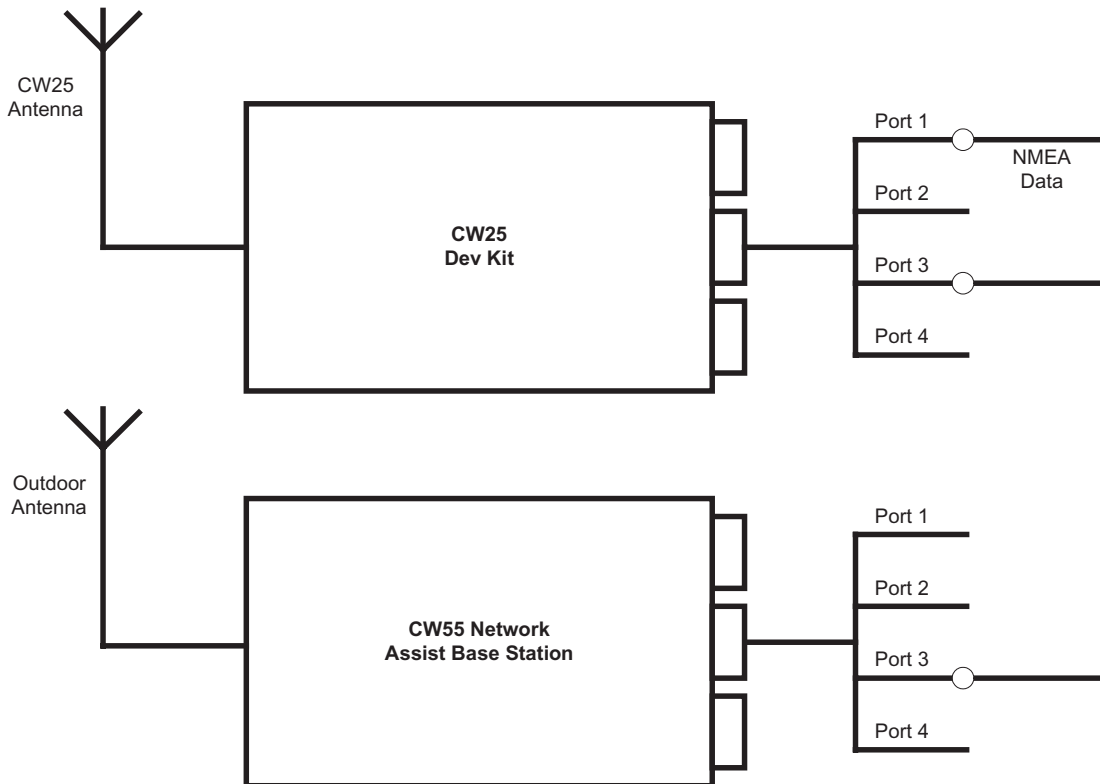 CW25
Antenna
CW25
Dev Kit
Port 1
NMEA
Data
Port 2
Port 3
Port 4
Outdoor
Antenna
CW55 Network
Assist Base Station
Port 1
Port 2
Port 3
Port 4